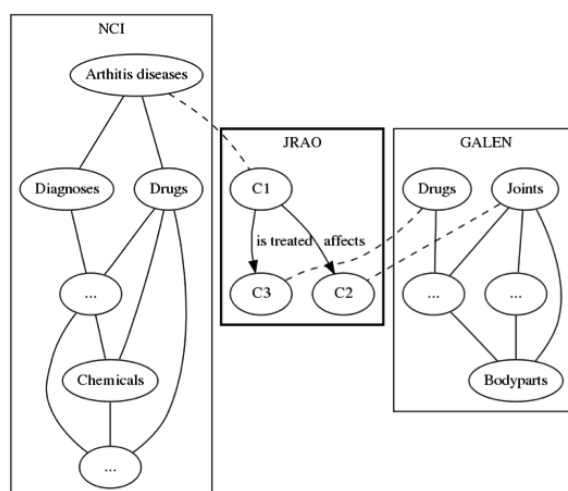 NCI
Arthitis diseases
Diagnoses
Drugs
...
Chemicals
...
JRAO
C1
is treated
affects
C3
C2
GALEN
Drugs
Joints
...
...
Bodyparts